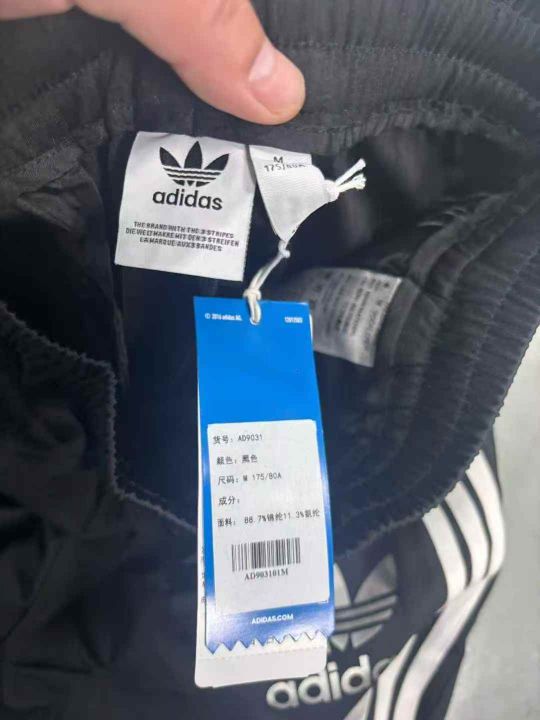 M
175/80A
adidas
THE BRAND WITH THE 3 STRIPES
DIE WELTMARKE MIT DEN 3 STREIFEN
LA MARQUE AUX 3 BANDES
© 2016 adidas AG.
货号: AD9031
颜色: 黑色
尺码: M 175/80A
成分:
面料: 88.7%锦纶11.3%氨纶
AD903101M
ADIDAS.COM
adidas